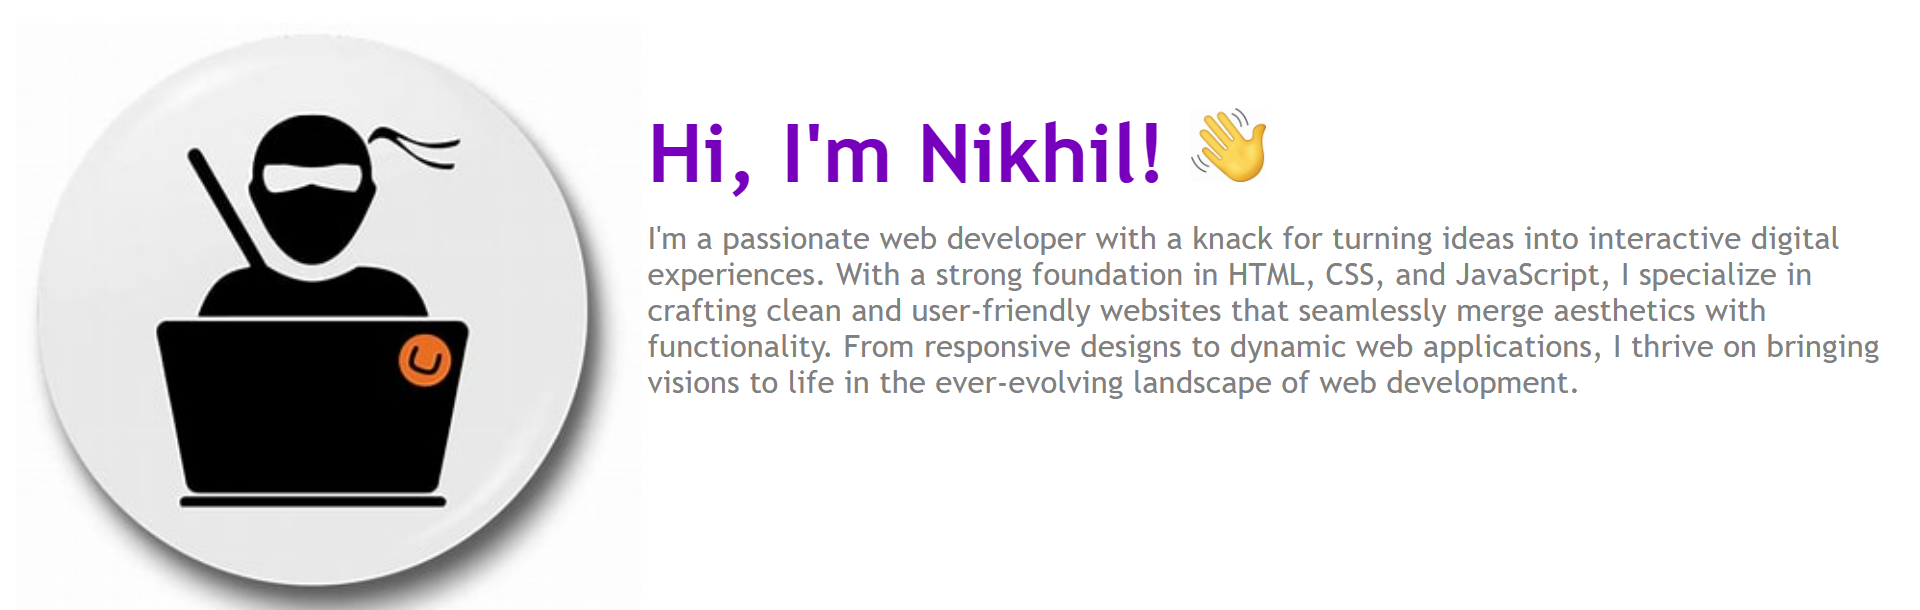 Hi, I'm Nikhil! 👋
I'm a passionate web developer with a knack for turning ideas into interactive digital
experiences. With a strong foundation in HTML, CSS, and JavaScript, I specialize in
crafting clean and user-friendly websites that seamlessly merge aesthetics with
functionality. From responsive designs to dynamic web applications, I thrive on bringing
visions to life in the ever-evolving landscape of web development.